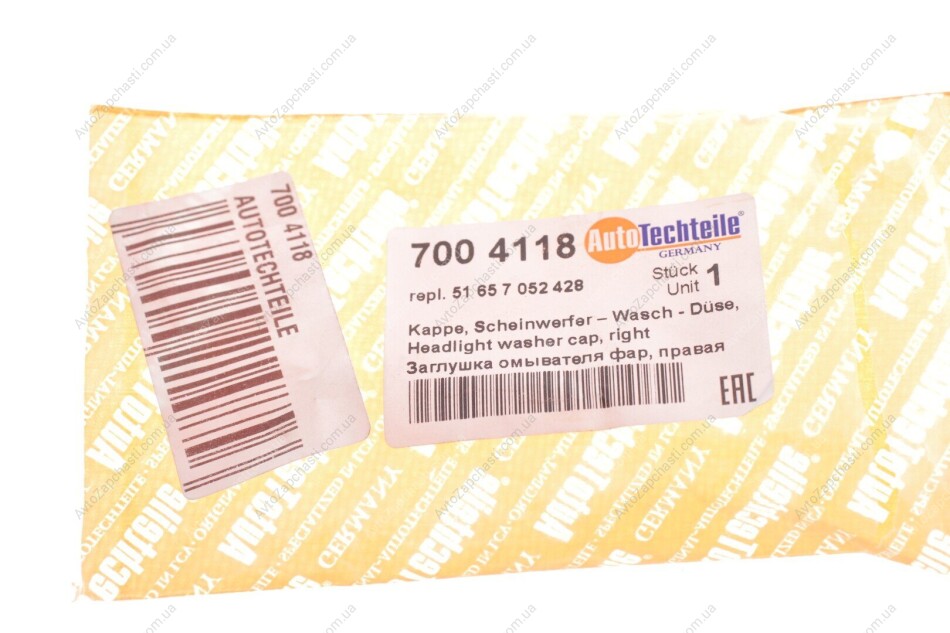 700 4118
AUTOTECHTEILE
700 4118
AutoTechteile®
GERMANY
repl. 51 65 7 052 428
Stück
Unit 1
Kappe, Scheinwerfer – Wasch - Düse,
Headlight washer cap, right
Заглушка омывателя фар, правая
EAC
AvtoZapchasti.com.ua